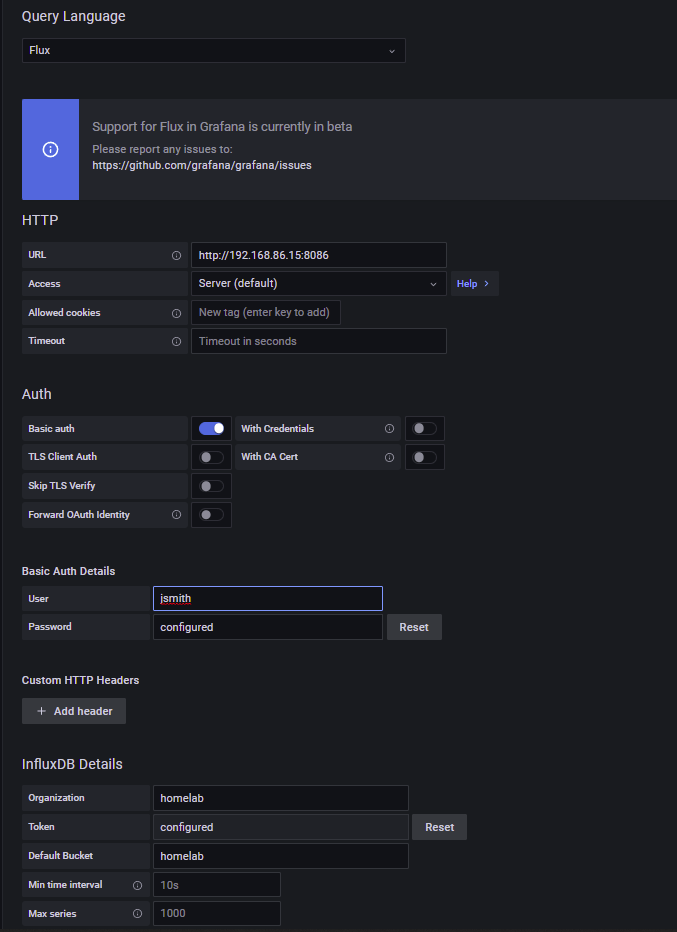 Query Language
Flux
Support for Flux in Grafana is currently in beta
Please report any issues to:
https://github.com/grafana/grafana/issues
HTTP
URL http://192.168.86.15:8086
Access Server (default) Help
Allowed cookies New tag (enter key to add)
Timeout Timeout in seconds
Auth
Basic auth With Credentials
TLS Client Auth With CA Cert
Skip TLS Verify
Forward OAuth Identity
Basic Auth Details
User jsmith
Password configured Reset
Custom HTTP Headers
+ Add header
InfluxDB Details
Organization homelab
Token configured Reset
Default Bucket homelab
Min time interval 10s
Max series 1000